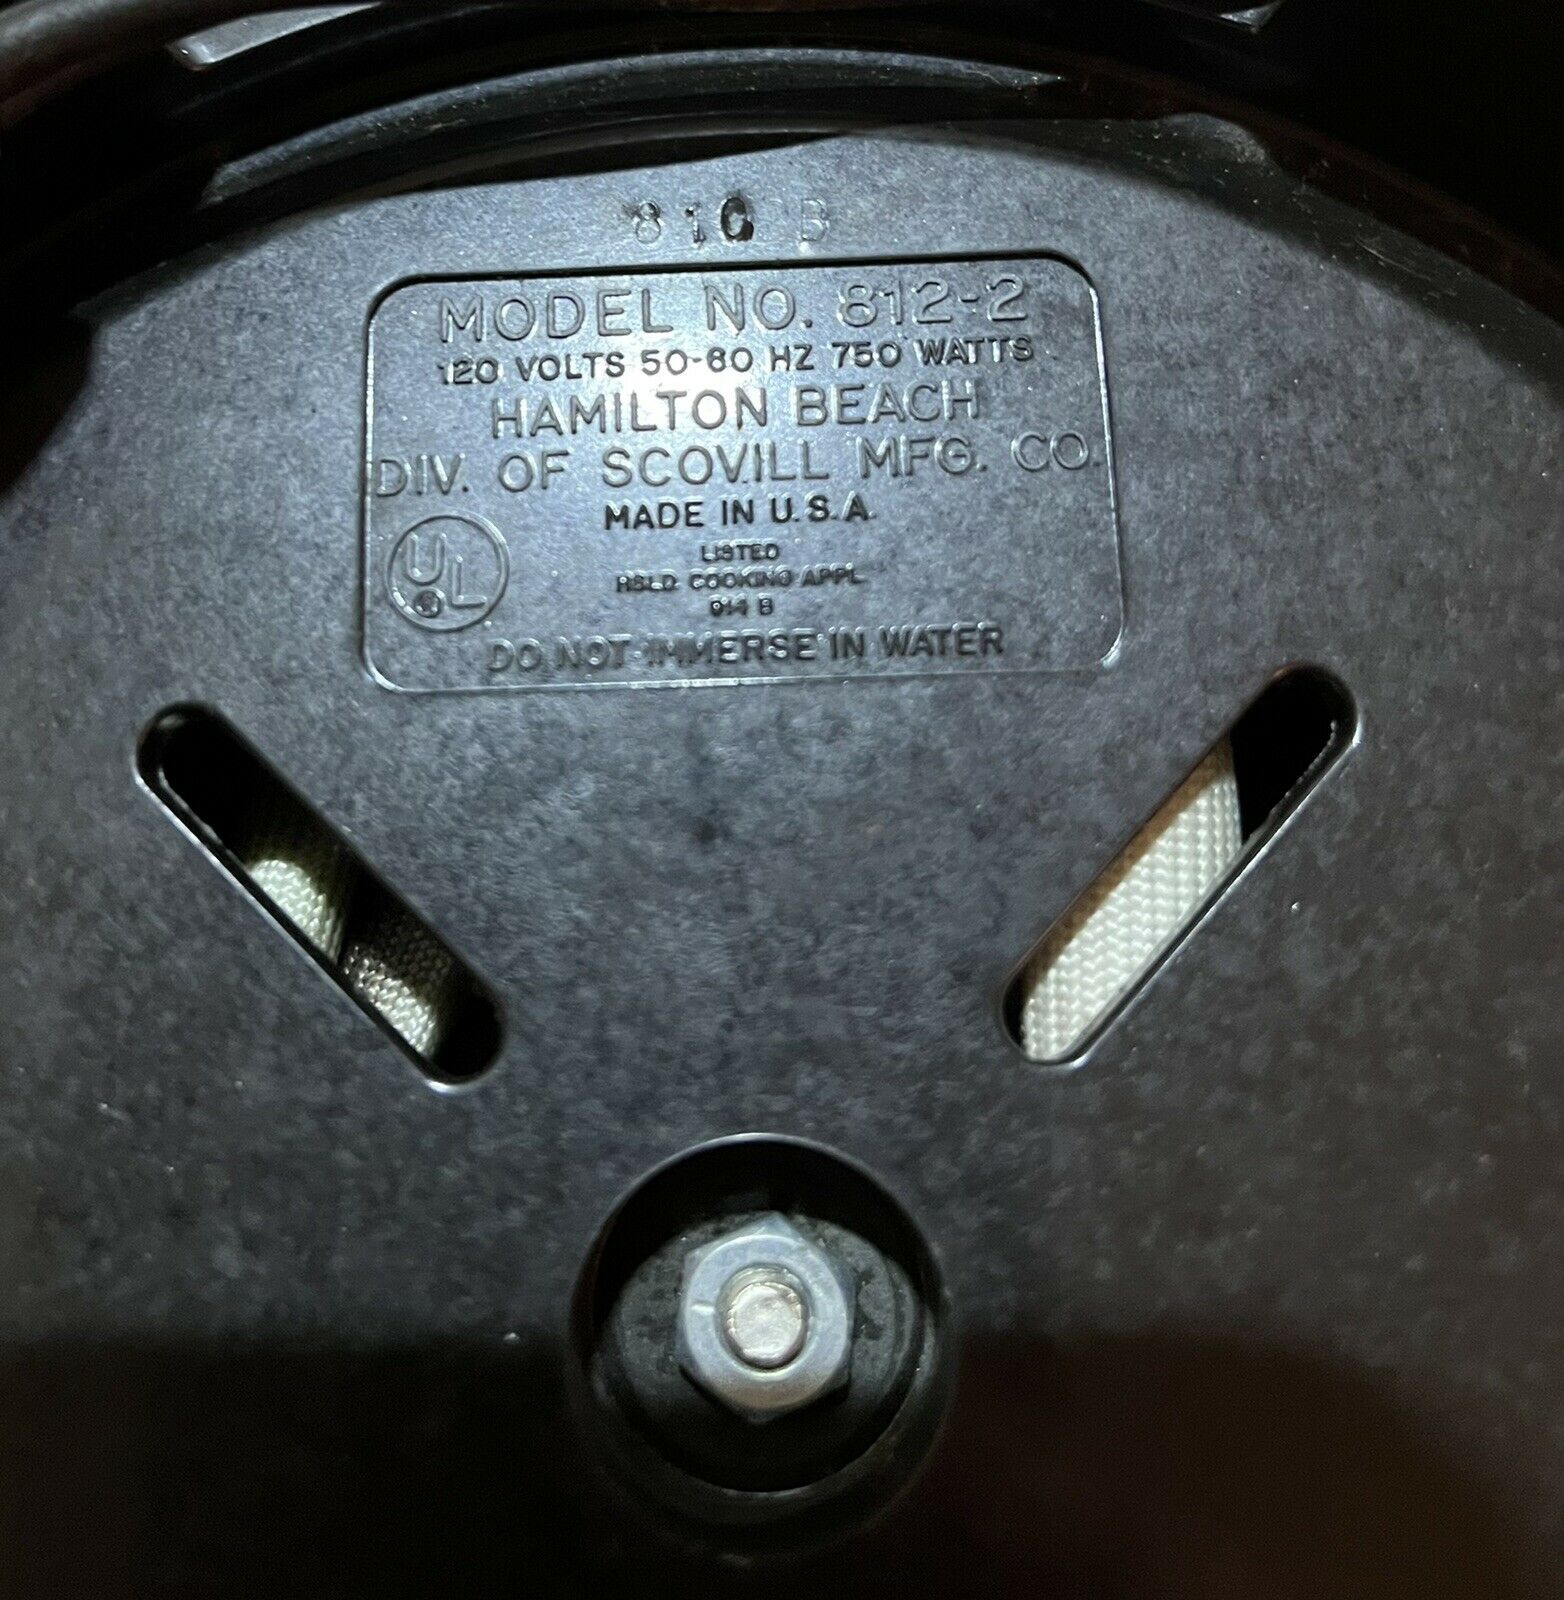 MODEL NO. 812-2
120 VOLTS 50-60 HZ 750 WATTS
HAMILTON BEACH
DIV. OF SCOVILL MFG. CO.
MADE IN U.S.A.
UL ®
LISTED
HSLD COOKING APPL.
914 B
DO NOT IMMERSE IN WATER